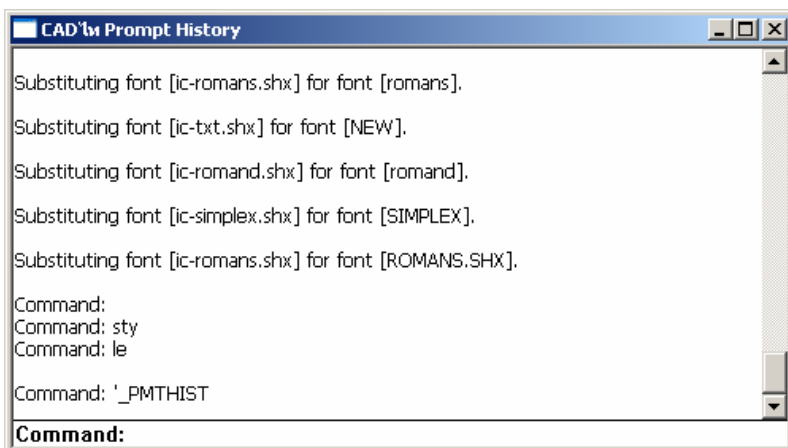 CAD'ใน Prompt History
Substituting font [ic-romans.shx] for font [romans].
Substituting font [ic-txt.shx] for font [NEW].
Substituting font [ic-romand.shx] for font [romand].
Substituting font [ic-simplex.shx] for font [SIMPLEX].
Substituting font [ic-romans.shx] for font [ROMANS.SHX].
Command:
Command: sty
Command: le
Command: '_PMTHIST
Command: